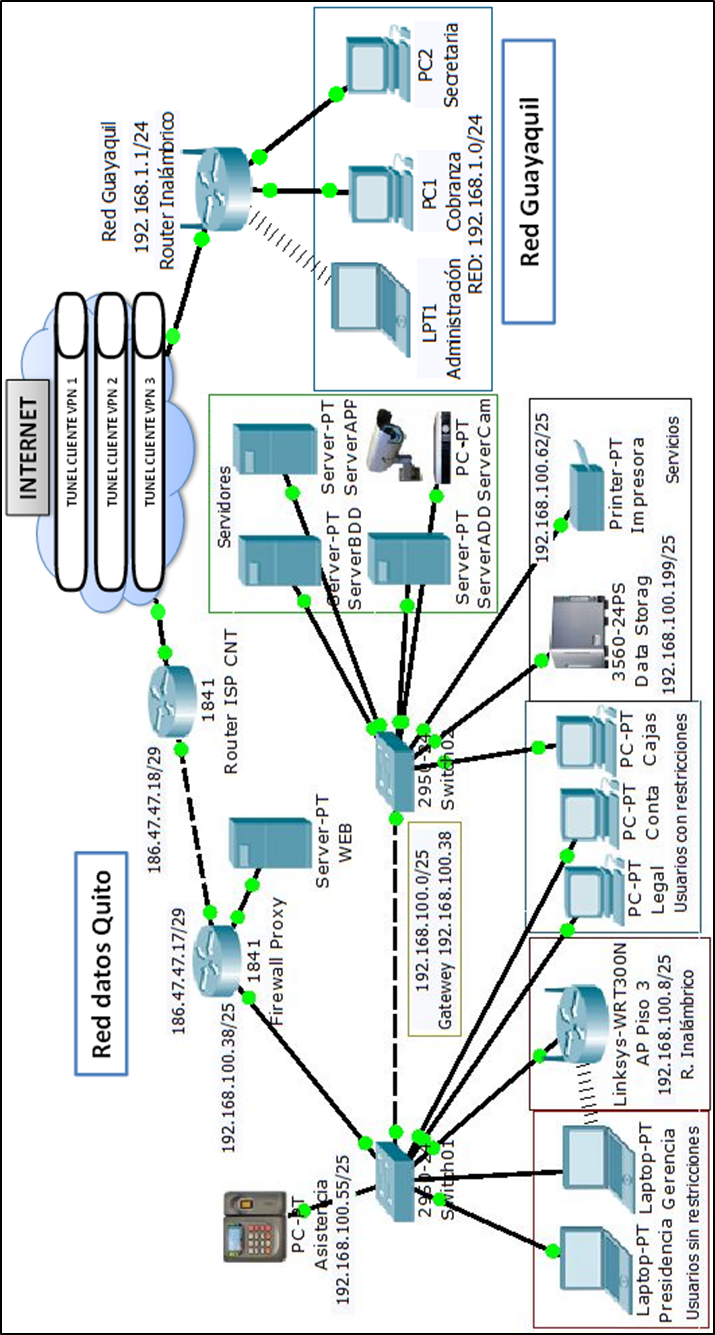 Red datos Quito
INTERNET
TUNEL CLIENTE VPN 1
TUNEL CLIENTE VPN 2
TUNEL CLIENTE VPN 3
Red Guayaquil
192.168.1.1/24
Router Inalámbrico
186.47.47.18/29
1841
Router ISP CNT
186.47.47.17/29
192.168.100.38/25
1841
Firewall Proxy
Server-PT
WEB
PC-PT
Asistencia
192.168.100.55/25
2950-24
Switch01
192.168.100.0/25
Gatewey 192.168.100.38
2950-24
Switch02
Servidores
Server-PT
ServerBDD
Server-PT
ServerAPP
Server-PT
ServerADD
PC-PT
ServerCam
LPT1
Administradón
PC1
Cobranza
PC2
Secretaria
RED: 192.168.1.0/24
Red Guayaquil
Laptop-PT
Presidencia
Laptop-PT
Gerencia
Usuarios sin restricciones
Linksys-WRT300N
AP Piso 3
192.168.100.8/25
R. Inalámbrico
PC-PT
Legal
PC-PT
Conta
PC-PT
Cajas
Usuarios con restricciones
3560-24PS
Data Storag
192.168.100.199/25
192.168.100.62/25
Printer-PT
Impresora
Servicios